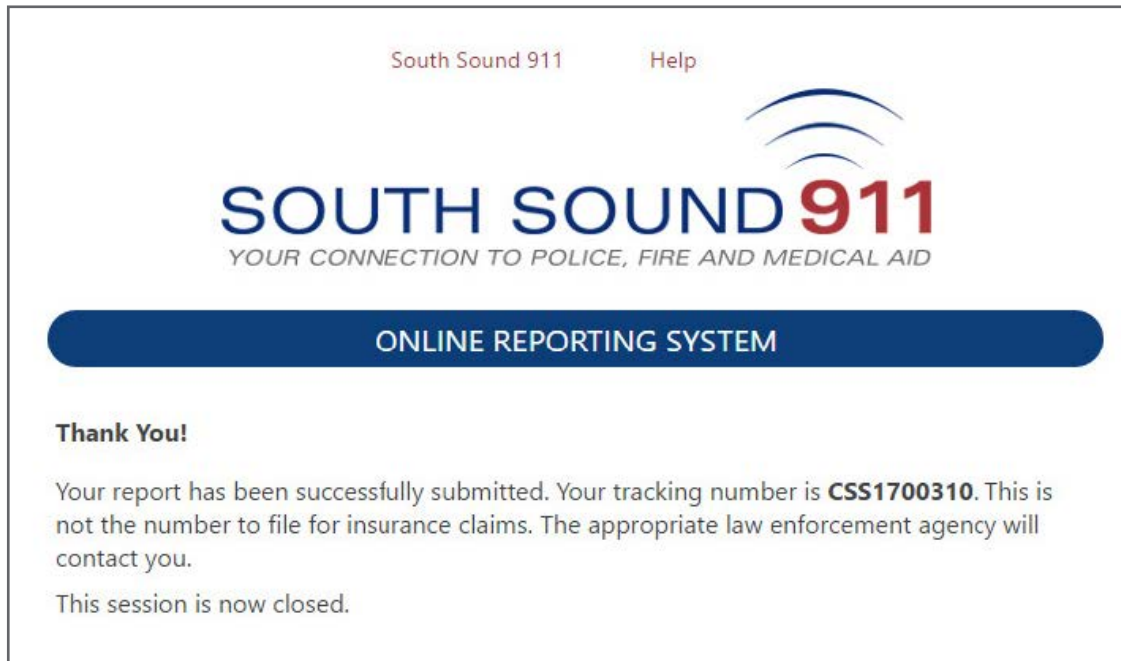 South Sound 911 Help
SOUTH SOUND 911
YOUR CONNECTION TO POLICE, FIRE AND MEDICAL AID
ONLINE REPORTING SYSTEM
Thank You!
Your report has been successfully submitted. Your tracking number is CSS1700310. This is
not the number to file for insurance claims. The appropriate law enforcement agency will
contact you.
This session is now closed.